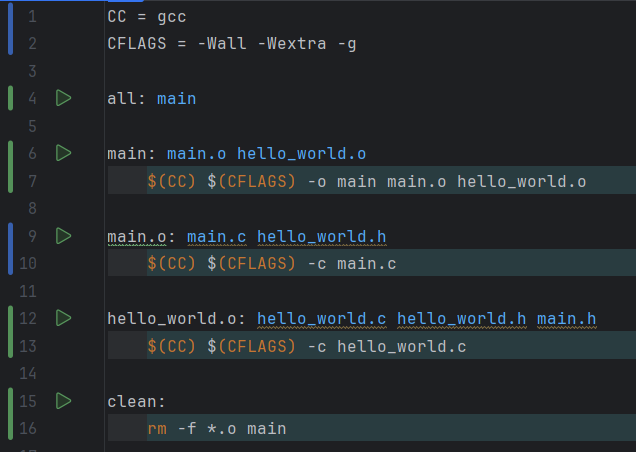 1 CC = gcc
2 CFLAGS = -Wall -Wextra -g
3
4 all: main
5
6 main: main.o hello_world.o
7 $(CC) $(CFLAGS) -o main main.o hello_world.o
8
9 main.o: main.c hello_world.h
10 $(CC) $(CFLAGS) -c main.c
11
12 hello_world.o: hello_world.c hello_world.h main.h
13 $(CC) $(CFLAGS) -c hello_world.c
14
15 clean:
16 rm -f *.o main